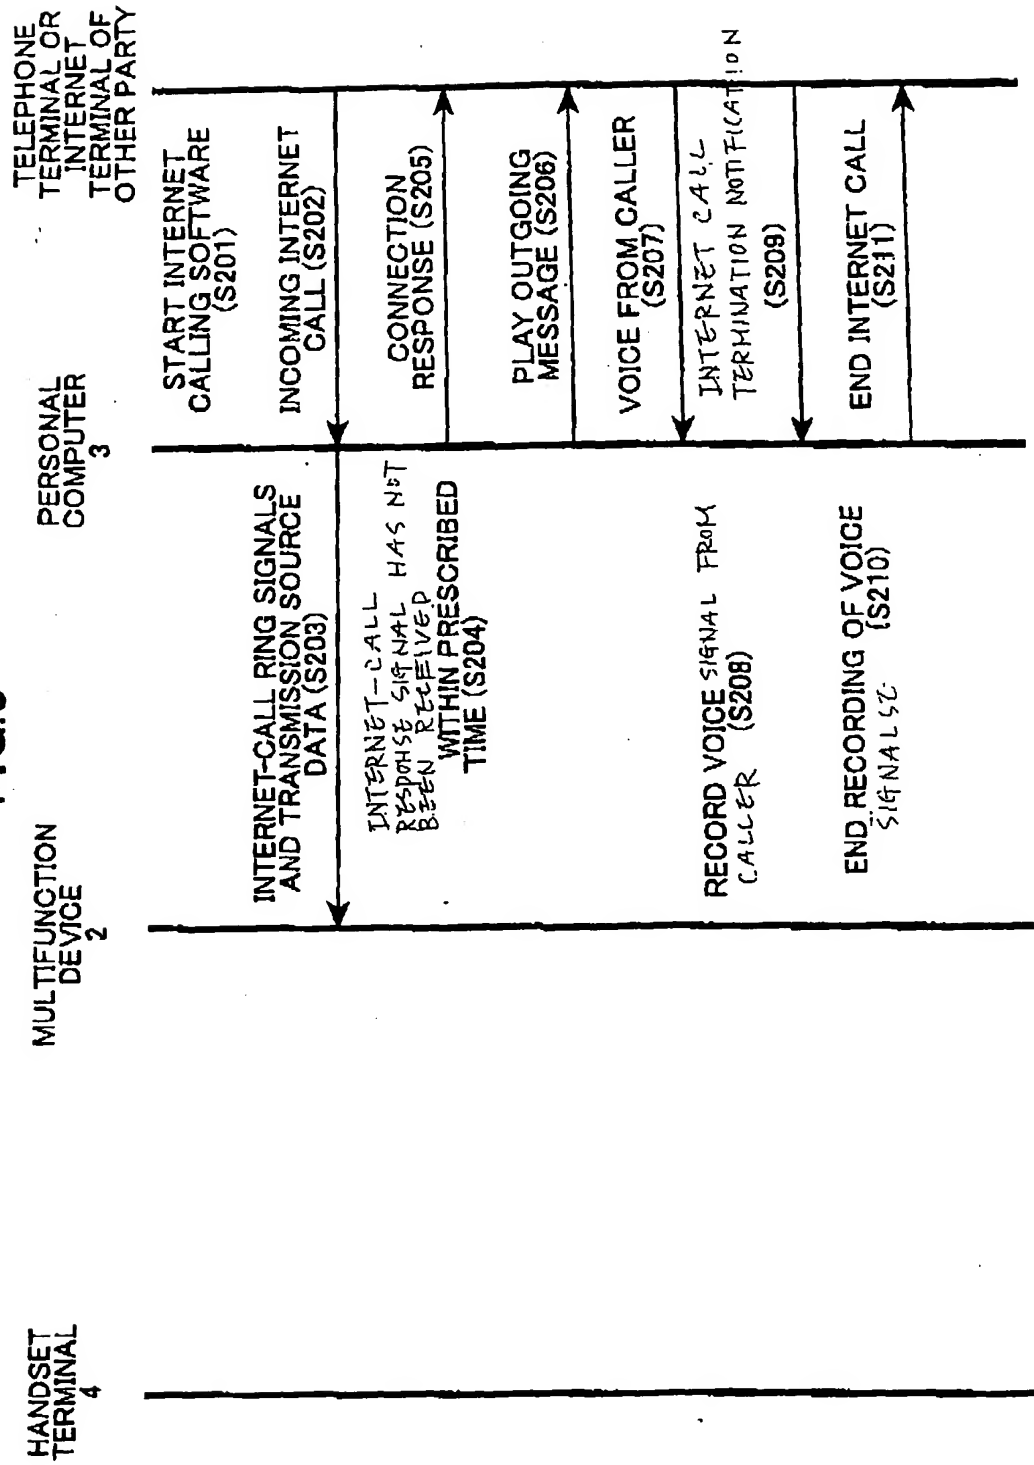 TELEPHONE
TERMINAL OR
INTERNET
TERMINAL OF
OTHER PARTY
PERSONAL
COMPUTER
3
MULTIFUNCTION
DEVICE
2
HANDSET
TERMINAL
4
START INTERNET
CALLING SOFTWARE
(S201)
INCOMING INTERNET
CALL (S202)
INTERNET-CALL RING SIGNALS
AND TRANSMISSION SOURCE
DATA (S203)
INTERNET-CALL
RESPONSE SIGNAL HAS NOT
BEEN RECEIVED
WITHIN PRESCRIBED
TIME (S204)
CONNECTION
RESPONSE (S205)
PLAY OUTGOING
MESSAGE (S206)
VOICE FROM CALLER
(S207)
RECORD VOICE SIGNAL FROM
CALLER (S208)
INTERNET CALL
TERMINATION NOTIFICATION
(S209)
END RECORDING OF VOICE
(S210)
END INTERNET CALL
(S211)